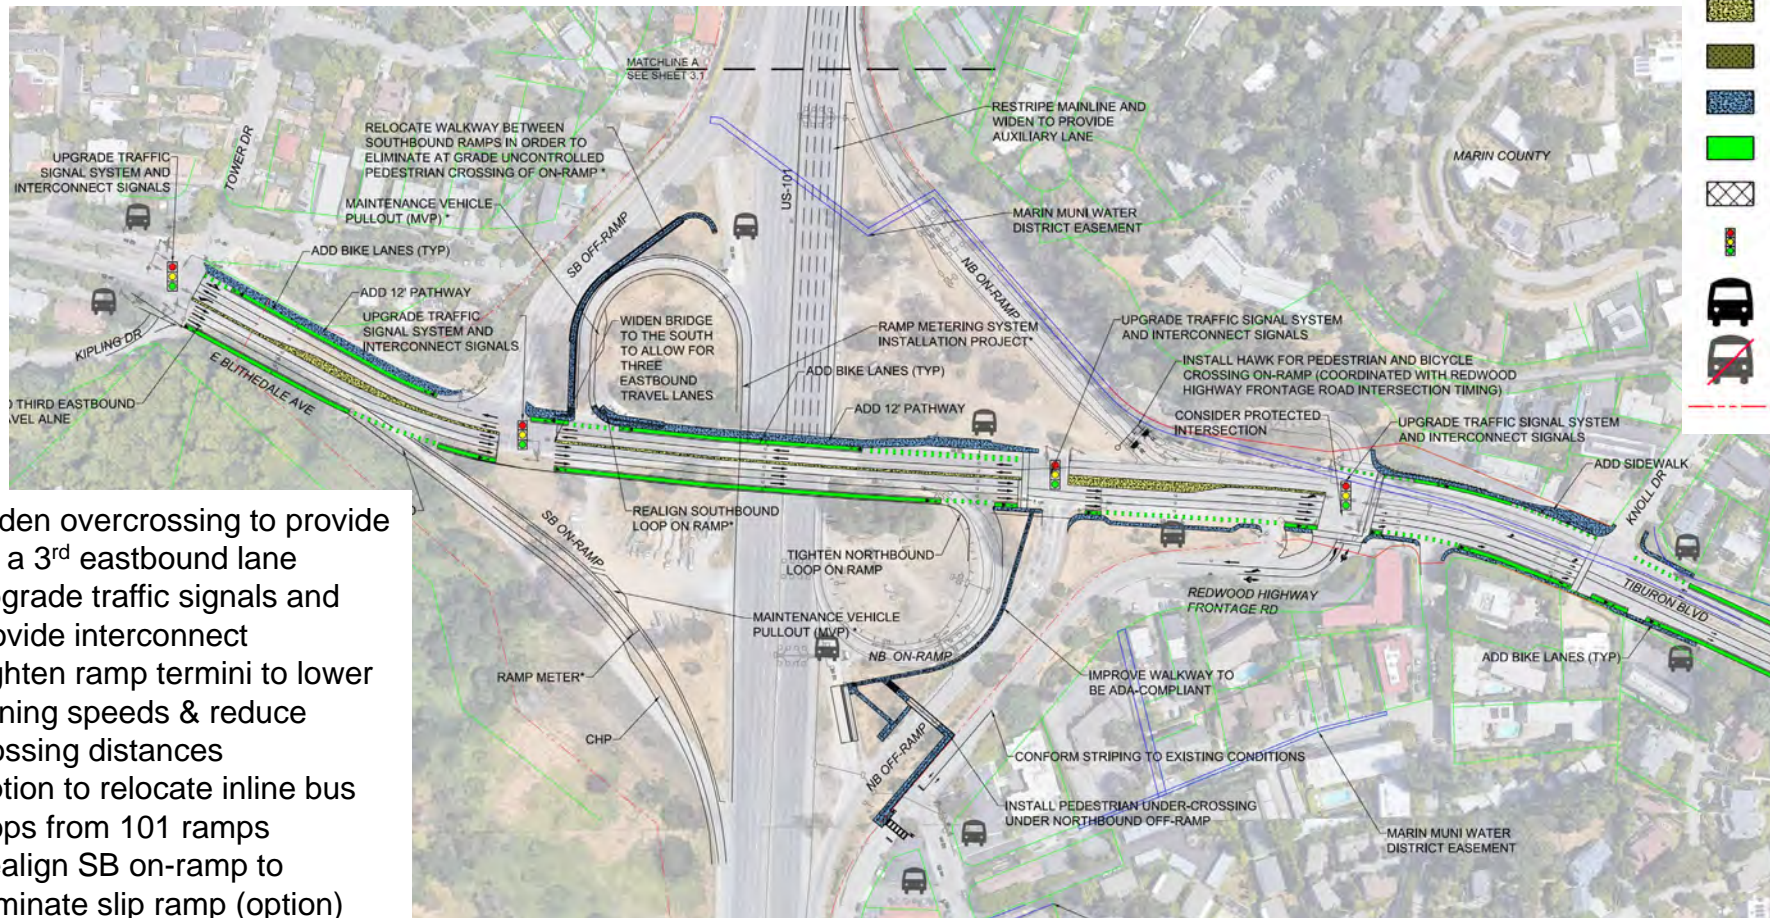 MATCHLINE A
SEE SHEET 3.1
RESTRIPE MAINLINE AND
WIDEN TO PROVIDE
AUXILIARY LANE
RELOCATE WALKWAY BETWEEN
SOUTHBOUND RAMPS IN ORDER TO
ELIMINATE AT GRADE UNCONTROLLED
PEDESTRIAN CROSSING OF ON-RAMP *
UPGRADE TRAFFIC
SIGNAL SYSTEM AND
INTERCONNECT SIGNALS
TOWER DR
MARIN COUNTY
MAINTENANCE VEHICLE
PULLOUT (MVP) *
US-101
SB OFF-RAMP
MARIN MUNI WATER
DISTRICT EASEMENT
ADD BIKE LANES (TYP)
NB ON-RAMP
ADD 12' PATHWAY
UPGRADE TRAFFIC
SIGNAL SYSTEM AND
INTERCONNECT SIGNALS
WIDEN BRIDGE
TO THE SOUTH
TO ALLOW FOR
THREE
EASTBOUND
TRAVEL LANES
RAMP METERING SYSTEM
INSTALLATION PROJECT*
UPGRADE TRAFFIC SIGNAL SYSTEM
AND INTERCONNECT SIGNALS
KIPLING DR
E BLITHEDALE AVE
INSTALL HAWK FOR PEDESTRIAN AND BICYCLE
CROSSING ON-RAMP (COORDINATED WITH REDWOOD
HIGHWAY FRONTAGE ROAD INTERSECTION TIMING)
ADD BIKE LANES (TYP)
THIRD EASTBOUND
ALNE
ADD 12' PATHWAY
CONSIDER PROTECTED
INTERSECTION
UPGRADE TRAFFIC SIGNAL SYSTEM
AND INTERCONNECT SIGNALS
ADD SIDEWALK
KNOLL DR
REALIGN SOUTHBOUND
LOOP ON RAMP*
SB ON-RAMP
TIGHTEN NORTHBOUND
LOOP ON RAMP
REDWOOD HIGHWAY
FRONTAGE RD
TIBURON BLVD
MAINTENANCE VEHICLE
PULLOUT (MVP) *
NB ON-RAMP
ADD BIKE LANES (TYP)
RAMP METER*
IMPROVE WALKWAY TO
BE ADA-COMPLIANT
CHP
NB OFF-RAMP
CONFORM STRIPING TO EXISTING CONDITIONS
INSTALL PEDESTRIAN UNDER-CROSSING
UNDER NORTHBOUND OFF-RAMP
MARIN MUNI WATER
DISTRICT EASEMENT
den overcrossing to provide
a 3rd eastbound lane
grade traffic signals and
ovide interconnect
ghten ramp termini to lower
ning speeds & reduce
ossing distances
tion to relocate inline bus
ops from 101 ramps
ealign SB on-ramp to
minate slip ramp (option)